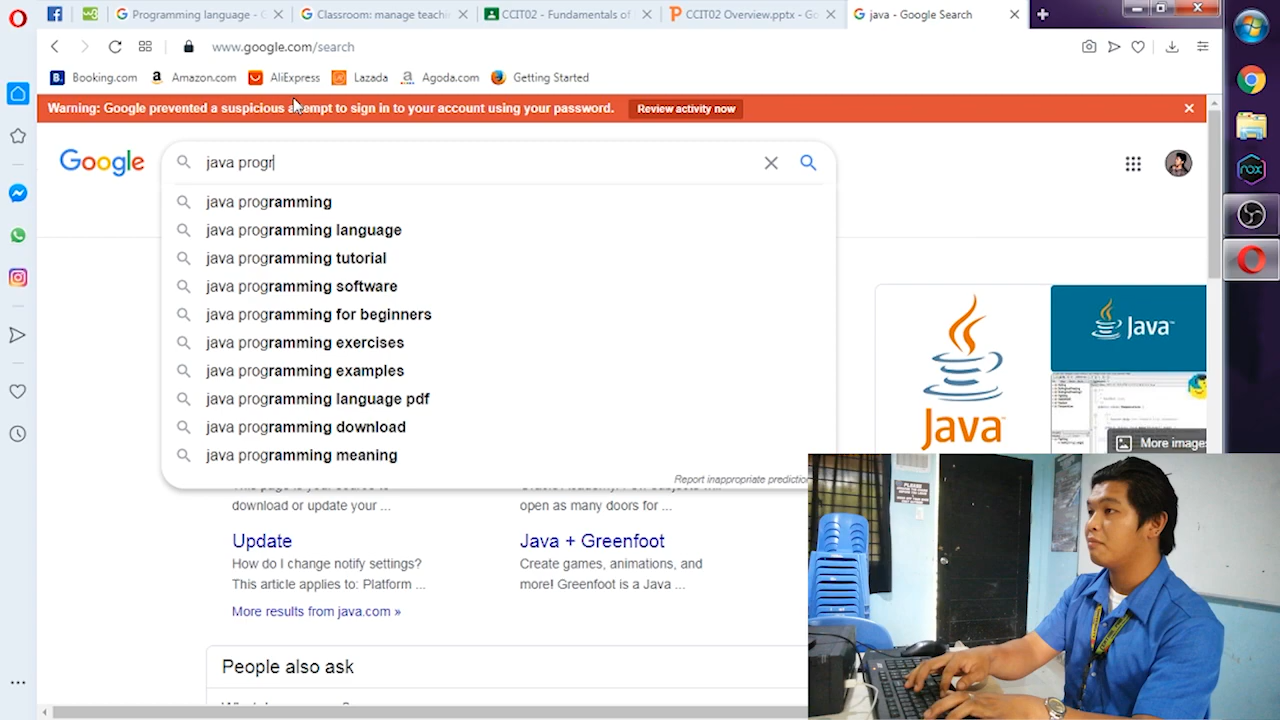 Programming language - G
Classroom: manage teachi
CCIT02 - Fundamentals of
CCIT02 Overview.pptx - Go
java - Google Search
www.google.com/search
Booking.com
Amazon.com
AliExpress
Lazada
Agoda.com
Getting Started
Warning: Google prevented a suspicious attempt to sign in to your account using your password.
Review activity now
Google
java progr
java programming
java programming language
java programming tutorial
java programming software
java programming for beginners
java programming exercises
java programming examples
java programming language pdf
java programming download
java programming meaning
Report inappropriate prediction
Java
Java
More images
download or update your ...
open as many doors for ...
Update
How do I change notify settings?
This article applies to: Platform ...
More results from java.com »
Java + Greenfoot
Create games, animations, and
more! Greenfoot is a Java ...
People also ask
nox
PLEASE